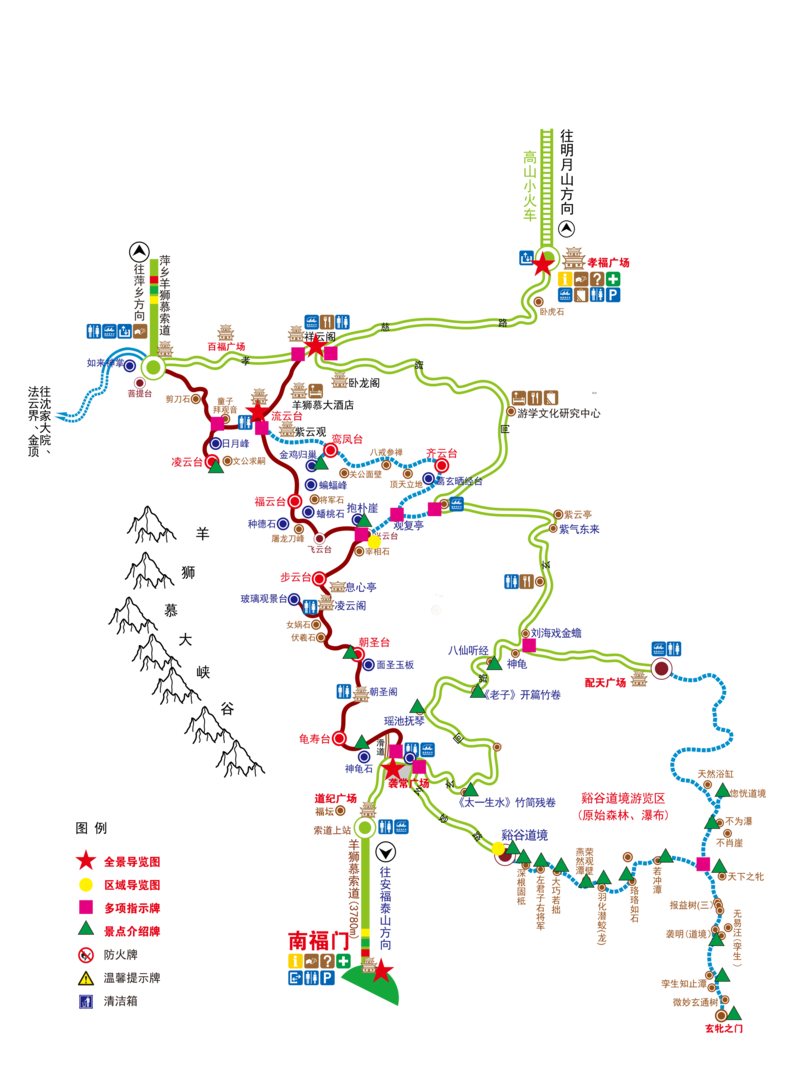 往明月山方向
高山小火车
孝福广场
卧虎石
往萍乡方向
萍乡羊狮慕索道
百福广场
祥云阁
慈
路
孝
卧龙阁
羊狮慕大酒店
菩提台
剪刀石
童子
拜观音
流云台
紫云观
往沈家大院、
法云界、金顶
日月峰
凌云台
文公求嗣
金鸡归巢
鸾凤台
八戒参禅
齐云台
关公面壁
顶天立地
葛玄晒经台
游学文化研究中心
蝙蝠峰
将军石
福云台
蟠桃石
抱朴崖
观复亭
种德石
屠龙刀峰
飞云台
宰相石
紫云亭
紫气东来
玄
步云台
息心亭
玻璃观景台
凌云阁
女娲石
伏羲石
朝圣台
面圣玉板
朝圣阁
刘海戏金蟾
八仙听经
神龟
《老子》开篇竹卷
瑶池抚琴
配天广场
羊
狮
慕
大
峡
谷
龟寿台
滑道
神龟石
袭常广场
玄
妙
路
《太一生水》竹简残卷
道纪广场
福坛
索道上站
谿谷道境
谿谷道境游览区
(原始森林、瀑布)
天然浴缸
惚恍道境
不为瀑
不肖崖
天下之牝
深根固柢
左君子右将军
大巧若拙
燕然潭
荣观壁
羽化潜鲛(龙)
珞珞如石
若冲潭
报益树(三)
无易汪(孪生)
袭明(道境)
孪生知止潭
微妙玄通树
玄牝之门
羊狮慕索道(3780m)
往安福泰山方向
南福门
图 例
全景导览图
区域导览图
多项指示牌
景点介绍牌
防火牌
温馨提示牌
清洁箱